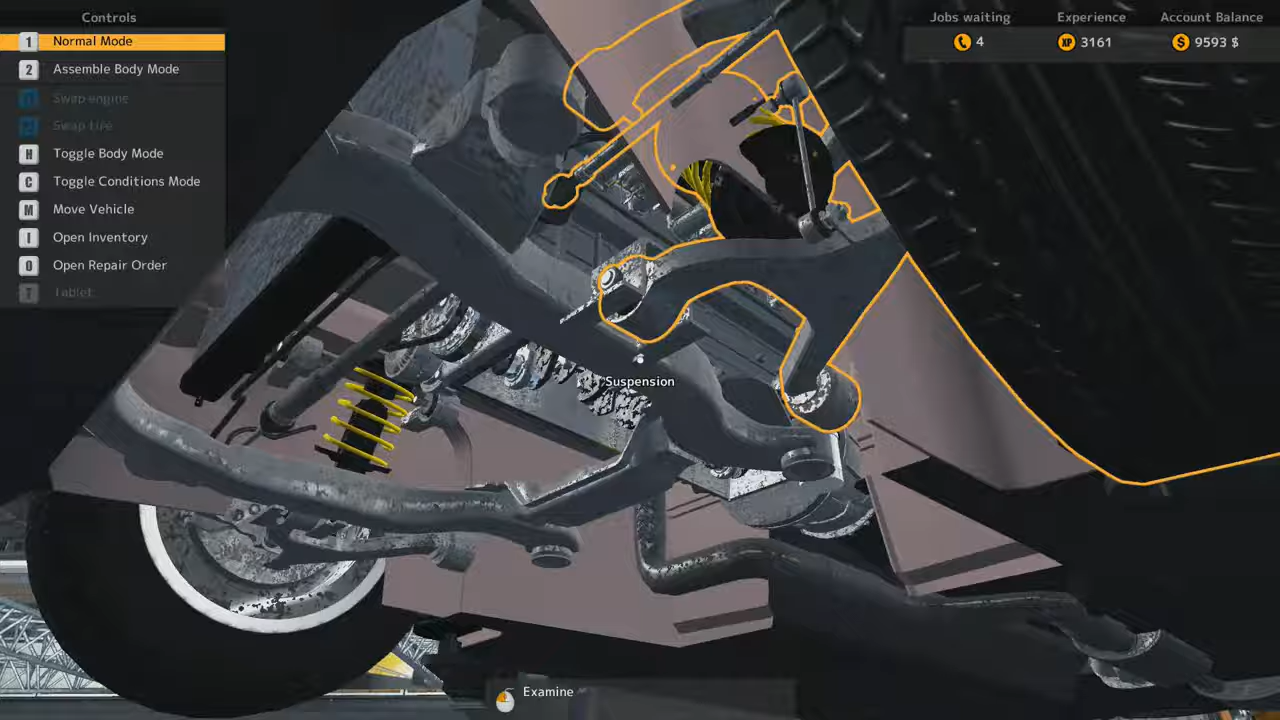 Controls
1 Normal Mode
2 Assemble Body Mode
Swap engine
Swap tire
H Toggle Body Mode
C Toggle Conditions Mode
M Move Vehicle
I Open Inventory
O Open Repair Order
T Tablet
Jobs waiting Experience Account Balance
4 XP 3161 $ 9593 $
Suspension
Examine